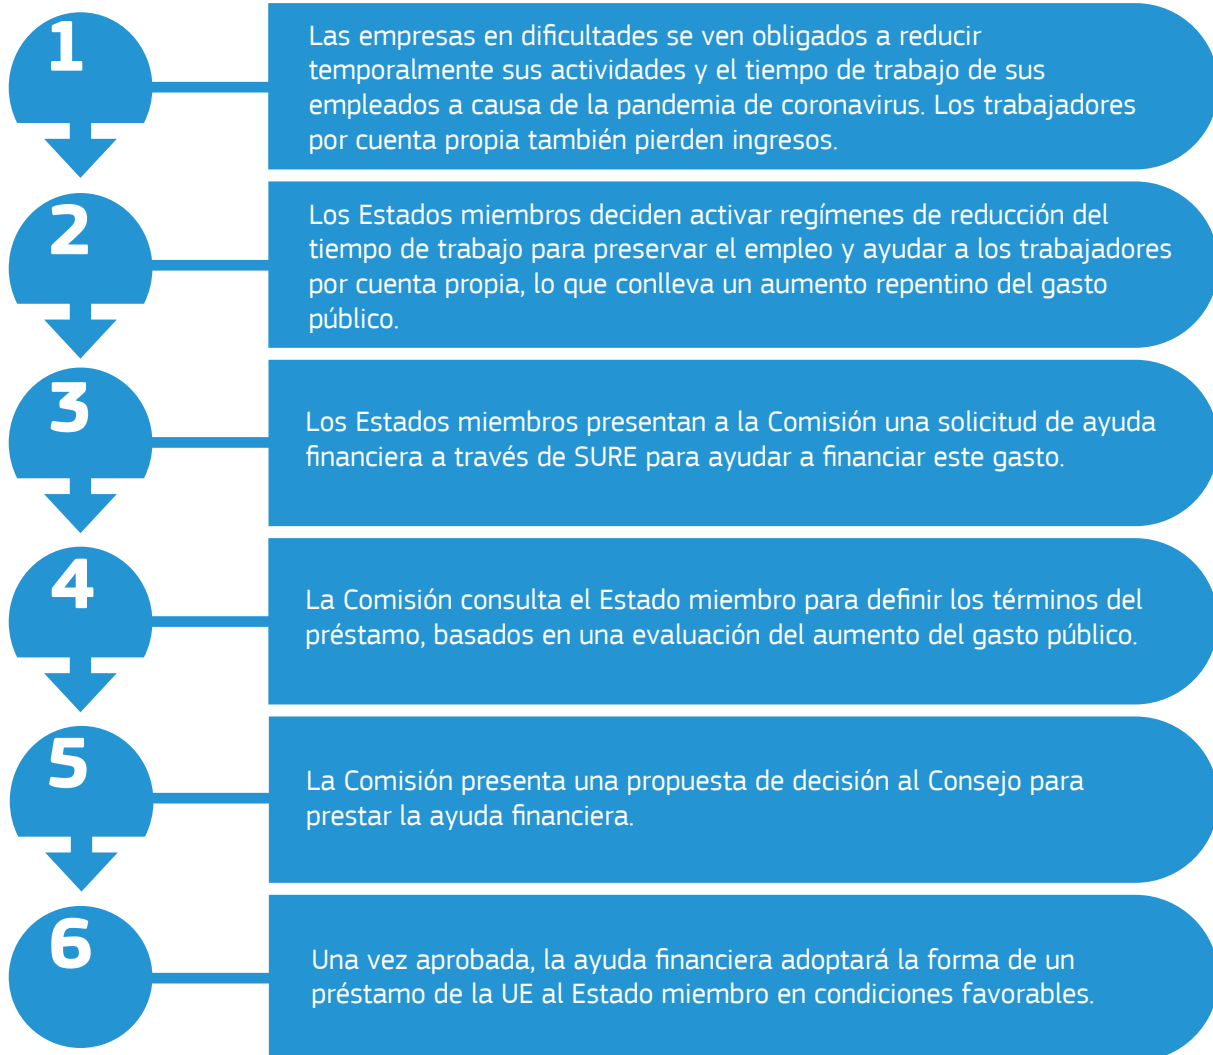 1
Las empresas en dificultades se ven obligados a reducir
temporalmente sus actividades y el tiempo de trabajo de sus
empleados a causa de la pandemia de coronavirus. Los trabajadores
por cuenta propia también pierden ingresos.
2
Los Estados miembros deciden activar regímenes de reducción del
tiempo de trabajo para preservar el empleo y ayudar a los trabajadores
por cuenta propia, lo que conlleva un aumento repentino del gasto
público.
3
Los Estados miembros presentan a la Comisión una solicitud de ayuda
financiera a través de SURE para ayudar a financiar este gasto.
4
La Comisión consulta el Estado miembro para definir los términos del
préstamo, basados en una evaluación del aumento del gasto público.
5
La Comisión presenta una propuesta de decisión al Consejo para
prestar la ayuda financiera.
6
Una vez aprobada, la ayuda financiera adoptará la forma de un
préstamo de la UE al Estado miembro en condiciones favorables.